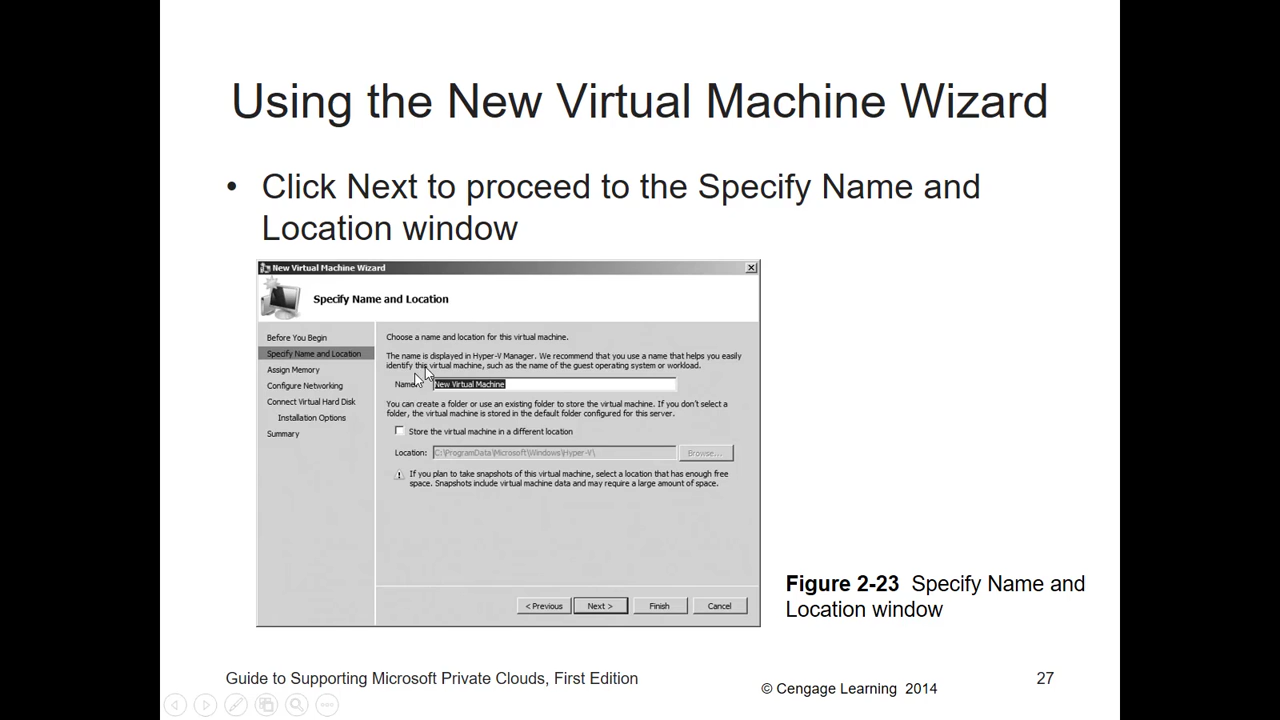 Using the New Virtual Machine Wizard
• Click Next to proceed to the Specify Name and
Location window
New Virtual Machine Wizard
Specify Name and Location
Before You Begin
Specify Name and Location
Assign Memory
Configure Networking
Connect Virtual Hard Disk
Installation Options
Summary
Choose a name and location for this virtual machine.
The name is displayed in Hyper-V Manager. We recommend that you use a name that helps you easily
identify this virtual machine, such as the name of the guest operating system or workload.
Name: New Virtual Machine
You can create a folder or use an existing folder to store the virtual machine. If you don't select a
folder, the virtual machine is stored in the default folder configured for this server.
Store the virtual machine in a different location
Location: C:\ProgramData\Microsoft\Windows\Hyper-V\ Browse...
If you plan to take snapshots of this virtual machine, select a location that has enough free
space. Snapshots include virtual machine data and may require a large amount of space.
< Previous Next > Finish Cancel
Figure 2-23 Specify Name and
Location window
Guide to Supporting Microsoft Private Clouds, First Edition
© Cengage Learning 2014
27